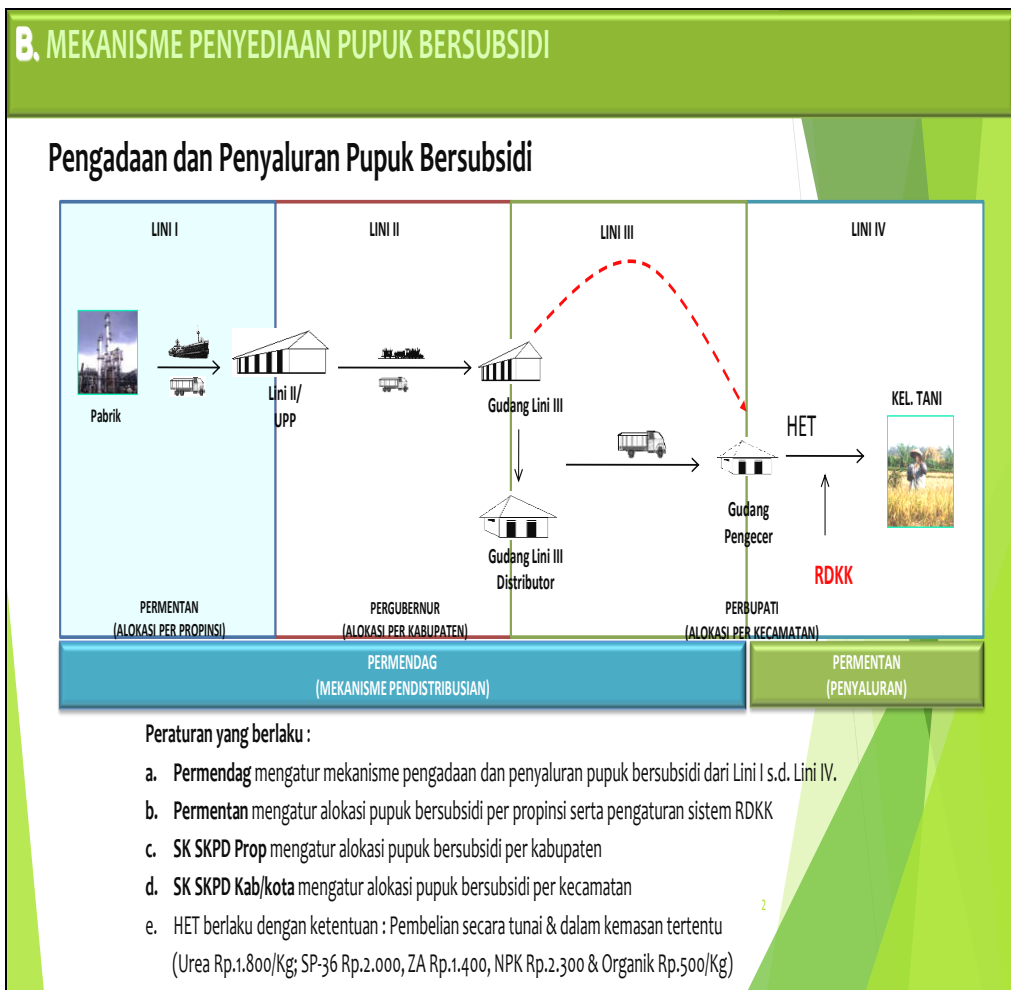 B. MEKANISME PENYEDIAAN PUPUK BERSUBSIDI
Pengadaan dan Penyaluran Pupuk Bersubsidi
LINI I
LINI II
LINI III
LINI IV
Pabrik
Lini II/
UPP
Gudang Lini III
Gudang Lini III
Distributor
Gudang
Pengecer
HET
RDKK
KEL. TANI
PERMENTAN
(ALOKASI PER PROPINSI)
PERGUBERNUR
(ALOKASI PER KABUPATEN)
PERBUPATI
(ALOKASI PER KECAMATAN)
PERMENDAG
(MEKANISME PENDISTRIBUSIAN)
PERMENTAN
(PENYALURAN)
Peraturan yang berlaku :
a. Permendag mengatur mekanisme pengadaan dan penyaluran pupuk bersubsidi dari Lini I s.d. Lini IV.
b. Permentan mengatur alokasi pupuk bersubsidi per propinsi serta pengaturan sistem RDKK
c. SK SKPD Prop mengatur alokasi pupuk bersubsidi per kabupaten
d. SK SKPD Kab/kota mengatur alokasi pupuk bersubsidi per kecamatan
2
e. HET berlaku dengan ketentuan : Pembelian secara tunai & dalam kemasan tertentu
(Urea Rp.1.800/Kg; SP-36 Rp.2.000, ZA Rp.1.400, NPK Rp.2.300 & Organik Rp.500/Kg)